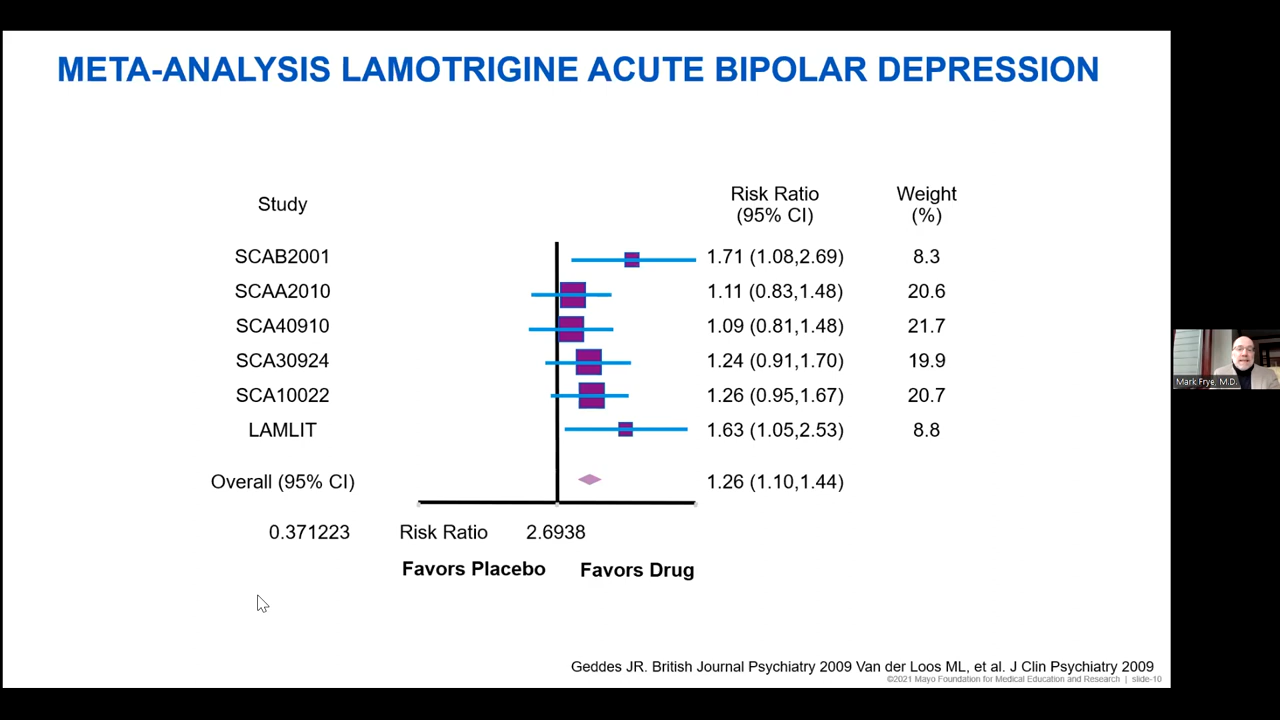 META-ANALYSIS LAMOTRIGINE ACUTE BIPOLAR DEPRESSION
Study
Risk Ratio
(95% CI)
Weight
(%)
SCAB2001 1.71 (1.08,2.69) 8.3
SCAA2010 1.11 (0.83,1.48) 20.6
SCA40910 1.09 (0.81,1.48) 21.7
SCA30924 1.24 (0.91,1.70) 19.9
SCA10022 1.26 (0.95,1.67) 20.7
LAMLIT 1.63 (1.05,2.53) 8.8
Overall (95% CI) 1.26 (1.10,1.44)
0.371223 Risk Ratio 2.6938
Favors Placebo Favors Drug
Mark Frye, M.D.
Geddes JR. British Journal Psychiatry 2009 Van der Loos ML, et al. J Clin Psychiatry 2009
©2021 Mayo Foundation for Medical Education and Research | slide-10